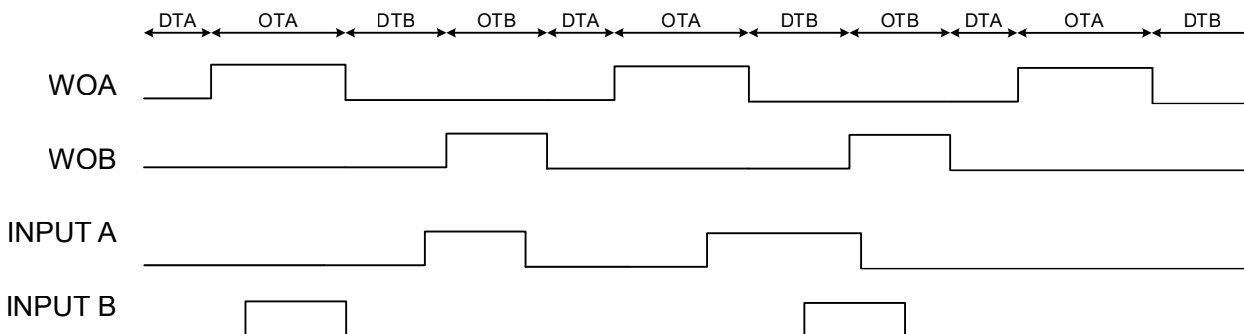 DTA OTA DTB OTB DTA OTA DTB OTB DTA OTA DTB
WOA
WOB
INPUT A
INPUT B